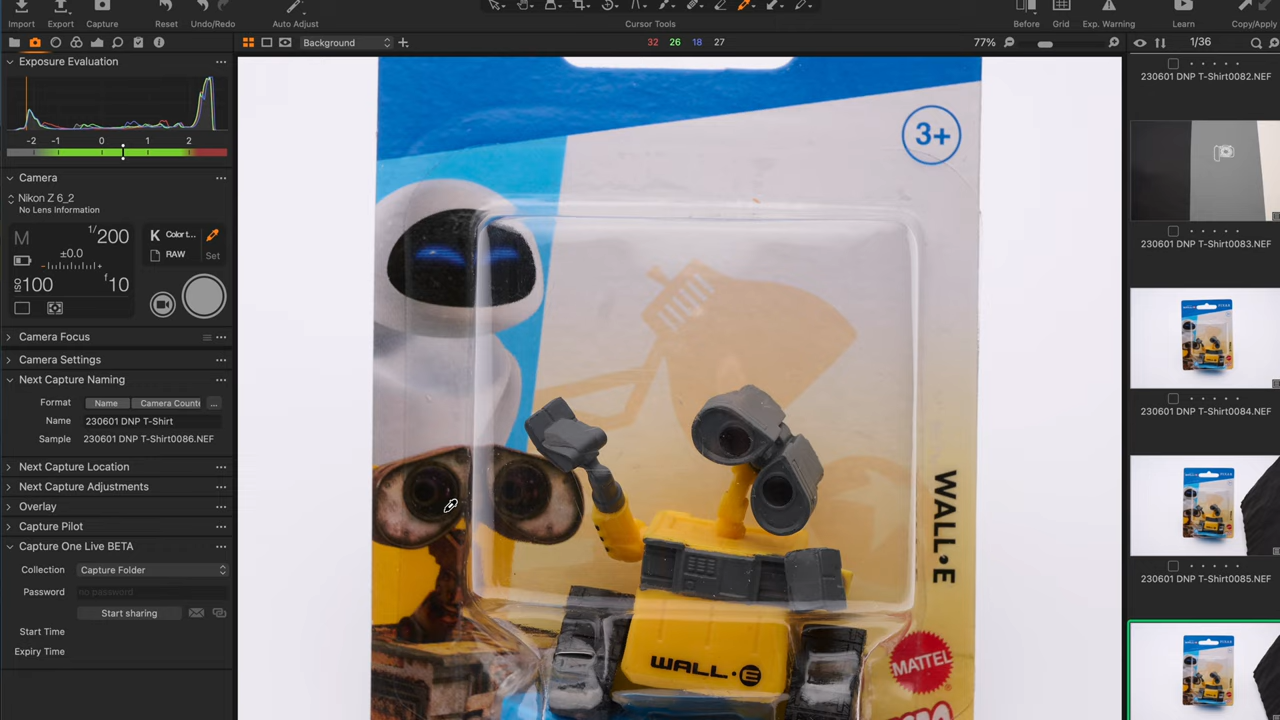 Import Export Capture Reset Undo/Redo Auto Adjust Cursor Tools Before Grid Exp. Warning Learn Copy/Apply
Background 32 26 18 27 77% 1/36
Exposure Evaluation
-2 -1 0 1 2
Camera
Nikon Z 6_2
No Lens Information
M 1/200 K Color t...
±0.0 RAW Set
ISO100 f10
Camera Focus
Camera Settings
Next Capture Naming
Format Name Camera Count ...
Name 230601 DNP T-Shirt
Sample 230601 DNP T-Shirt0086.NEF
Next Capture Location
Next Capture Adjustments
Overlay
Capture Pilot
Capture One Live BETA
Collection Capture Folder
Password no password
Start sharing
Start Time
Expiry Time
3+
WALL•E
WALL•E
MATTEL
230601 DNP T-Shirt0082.NEF
230601 DNP T-Shirt0083.NEF
230601 DNP T-Shirt0084.NEF
230601 DNP T-Shirt0085.NEF